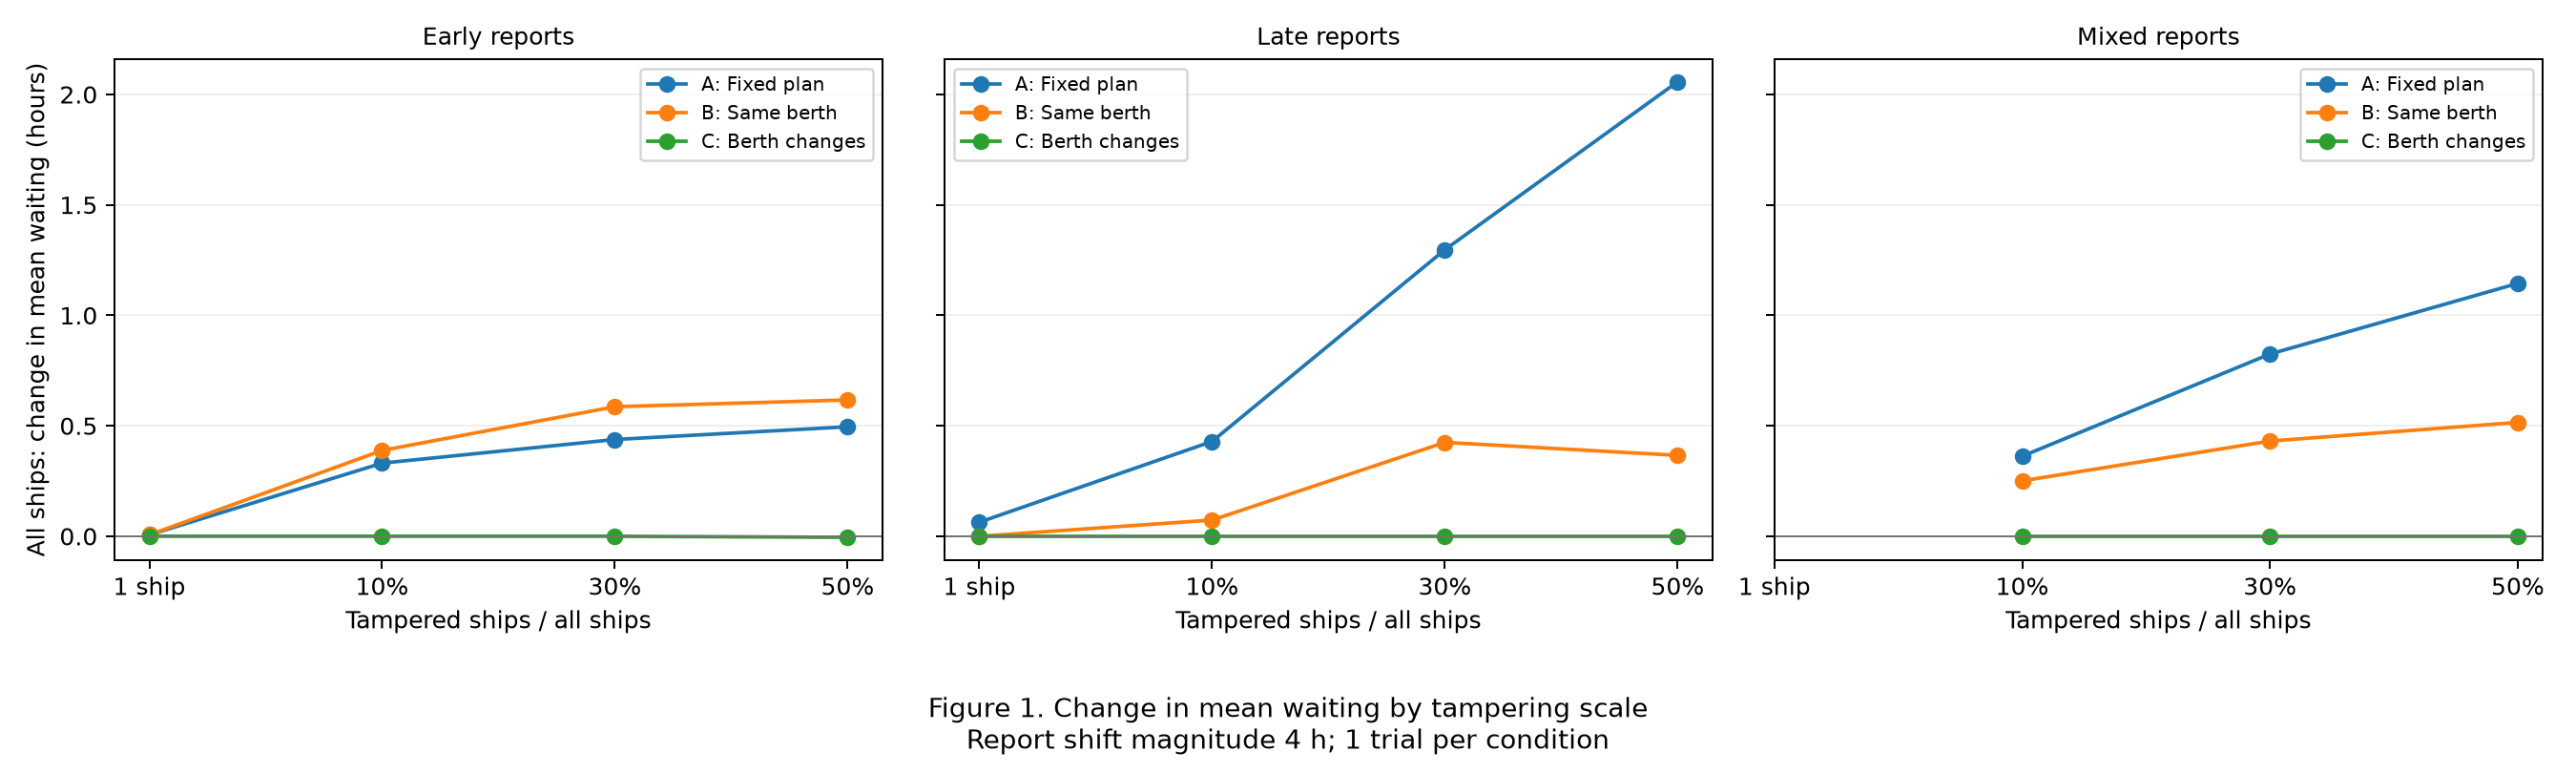 Early reports
Late reports
Mixed reports
All ships: change in mean waiting (hours)
2.0
1.5
1.0
0.5
0.0
A: Fixed plan
B: Same berth
C: Berth changes
1 ship 10% 30% 50%
Tampered ships / all ships
A: Fixed plan
B: Same berth
C: Berth changes
1 ship 10% 30% 50%
Tampered ships / all ships
A: Fixed plan
B: Same berth
C: Berth changes
1 ship 10% 30% 50%
Tampered ships / all ships
Figure 1. Change in mean waiting by tampering scale
Report shift magnitude 4 h; 1 trial per condition